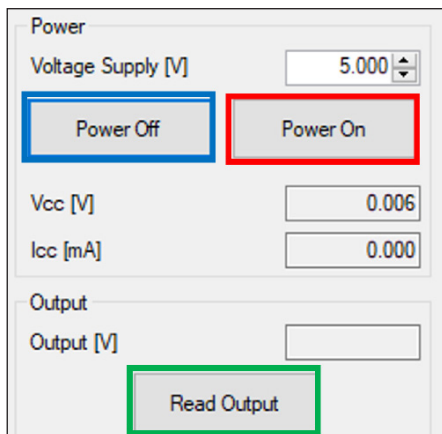 Power
Voltage Supply [V] 5.000
Power Off Power On
Vcc [V] 0.006
Icc [mA] 0.000
Output
Output [V]
Read Output